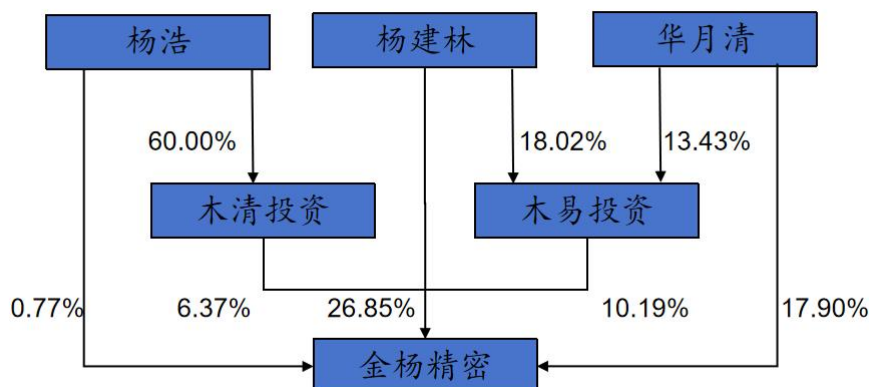 杨浩
杨建林
华月清
60.00%
18.02%
13.43%
木清投资
木易投资
0.77%
6.37%
26.85%
10.19%
17.90%
金杨精密